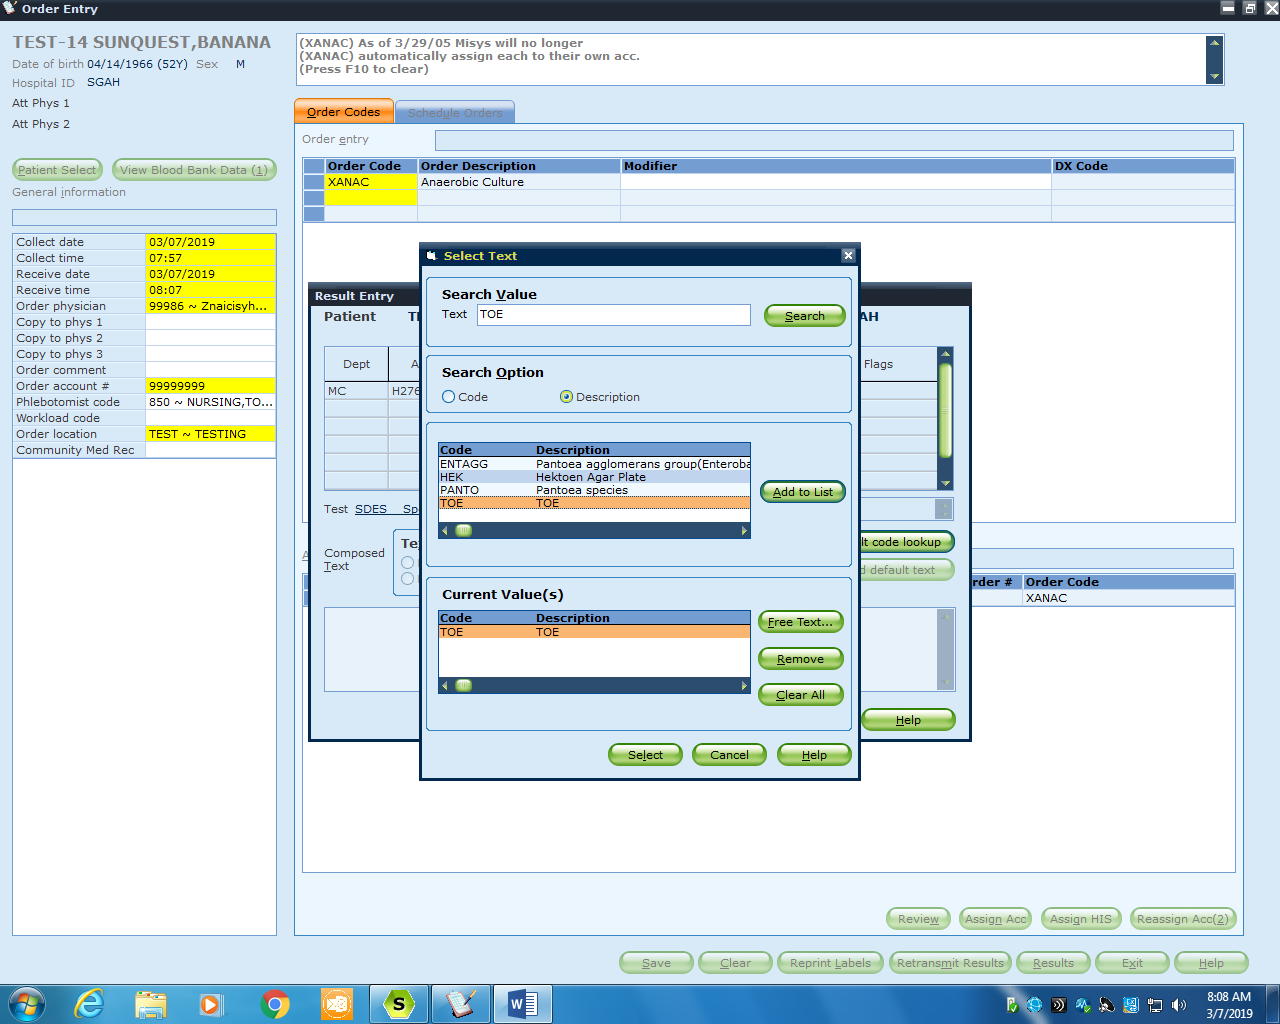 Order Entry
TEST-14 SUNQUEST,BANANA
Date of birth 04/14/1966 (52Y) Sex M
Hospital ID SGAH
Att Phys 1
Att Phys 2
Patient Select
View Blood Bank Data (1)
General information
Collect date 03/07/2019
Collect time 07:57
Receive date 03/07/2019
Receive time 08:07
Order physician 99986 ~ Znaicisyh...
Copy to phys 1
Copy to phys 2
Copy to phys 3
Order comment
Order account # 99999999
Phlebotomist code 850 ~ NURSING,TO...
Workload code
Order location TEST ~ TESTING
Community Med Rec
(XANAC) As of 3/29/05 Misys will no longer
(XANAC) automatically assign each to their own acc.
(Press F10 to clear)
Order Codes
Schedule Orders
Order entry
Order Code Order Description Modifier DX Code
XANAC Anaerobic Culture
Result Entry
Patient
AH
Dept
Flags
MC H276
Test SDES
Composed
Text
lt code lookup
d default text
Help
rder # Order Code
XANAC
Select Text
Search Value
Text TOE
Search
Search Option
Code
Description
Code Description
ENTAGG Pantoea agglomerans group(Enteroba
HEK Hektoen Agar Plate
PANTO Pantoea species
TOE TOE
Add to List
Current Value(s)
Code Description
TOE TOE
Free Text...
Remove
Clear All
Select
Cancel
Help
Review
Assign Acc
Assign HIS
Reassign Acc(2)
Save
Clear
Reprint Labels
Retransmit Results
Results
Exit
Help
8:08 AM
3/7/2019